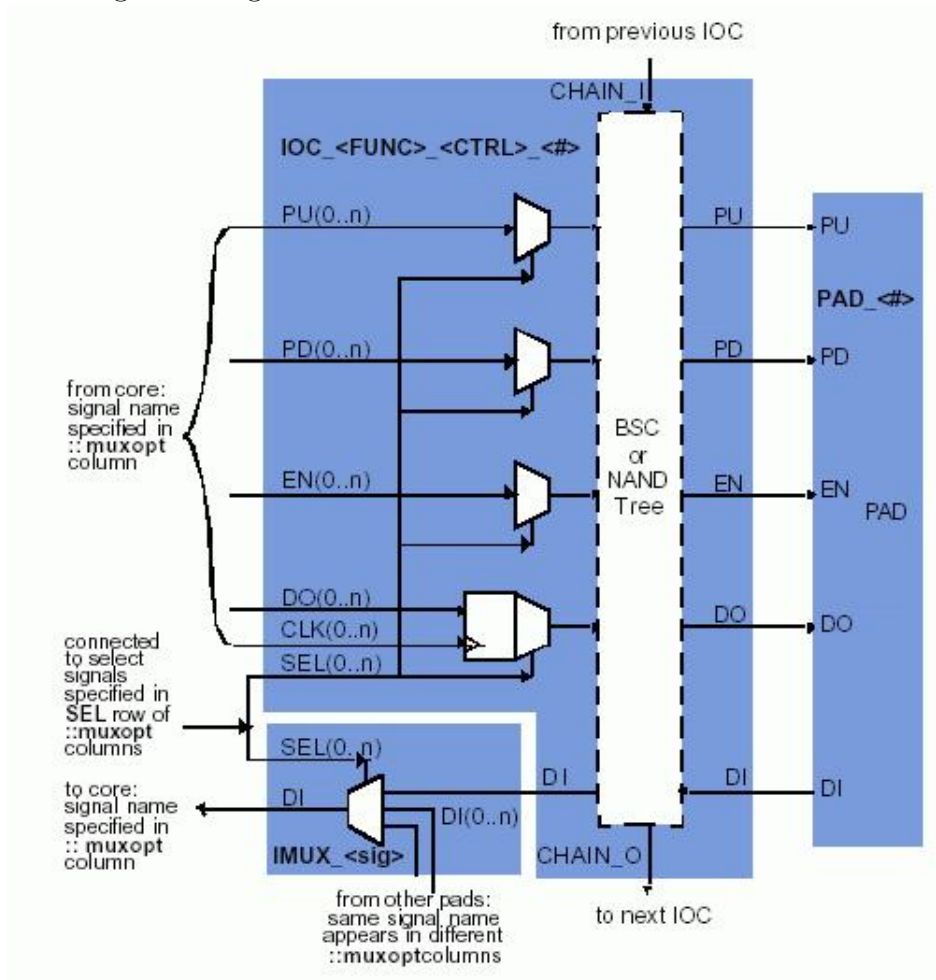 from previous IOC
CHAIN_I
IOC_<FUNC>_<CTRL>_<#>
PU(0..n)
PU
PU
PAD_<#>
PD(0..n)
PD
PD
from core:
signal name
specified in
::muxopt
column
BSC
or
NAND
Tree
EN(0..n)
EN
EN
PAD
DO(0..n)
DO
DO
CLK(0..n)
SEL(0..n)
connected
to select
signals
specified in
SEL row of
::muxopt
columns
SEL(0..n)
DI
DI
DI
to core:
signal name
specified in
:: muxopt
column
DI
DI(0..n)
IMUX_<sig>
CHAIN_O
from other pads:
same signal name
appears in different
::muxoptcolumns
to next IOC